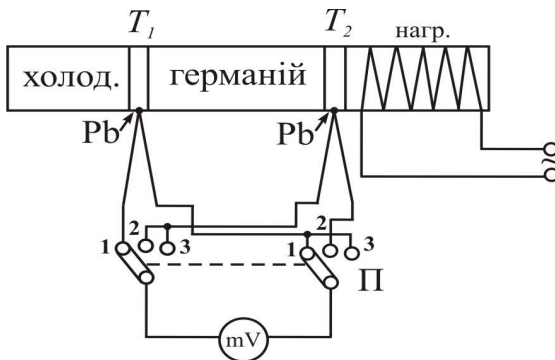 T1 T2 нагр.
холод. германій
Pb Pb
~
1 2 3 1 2 3
П
mV